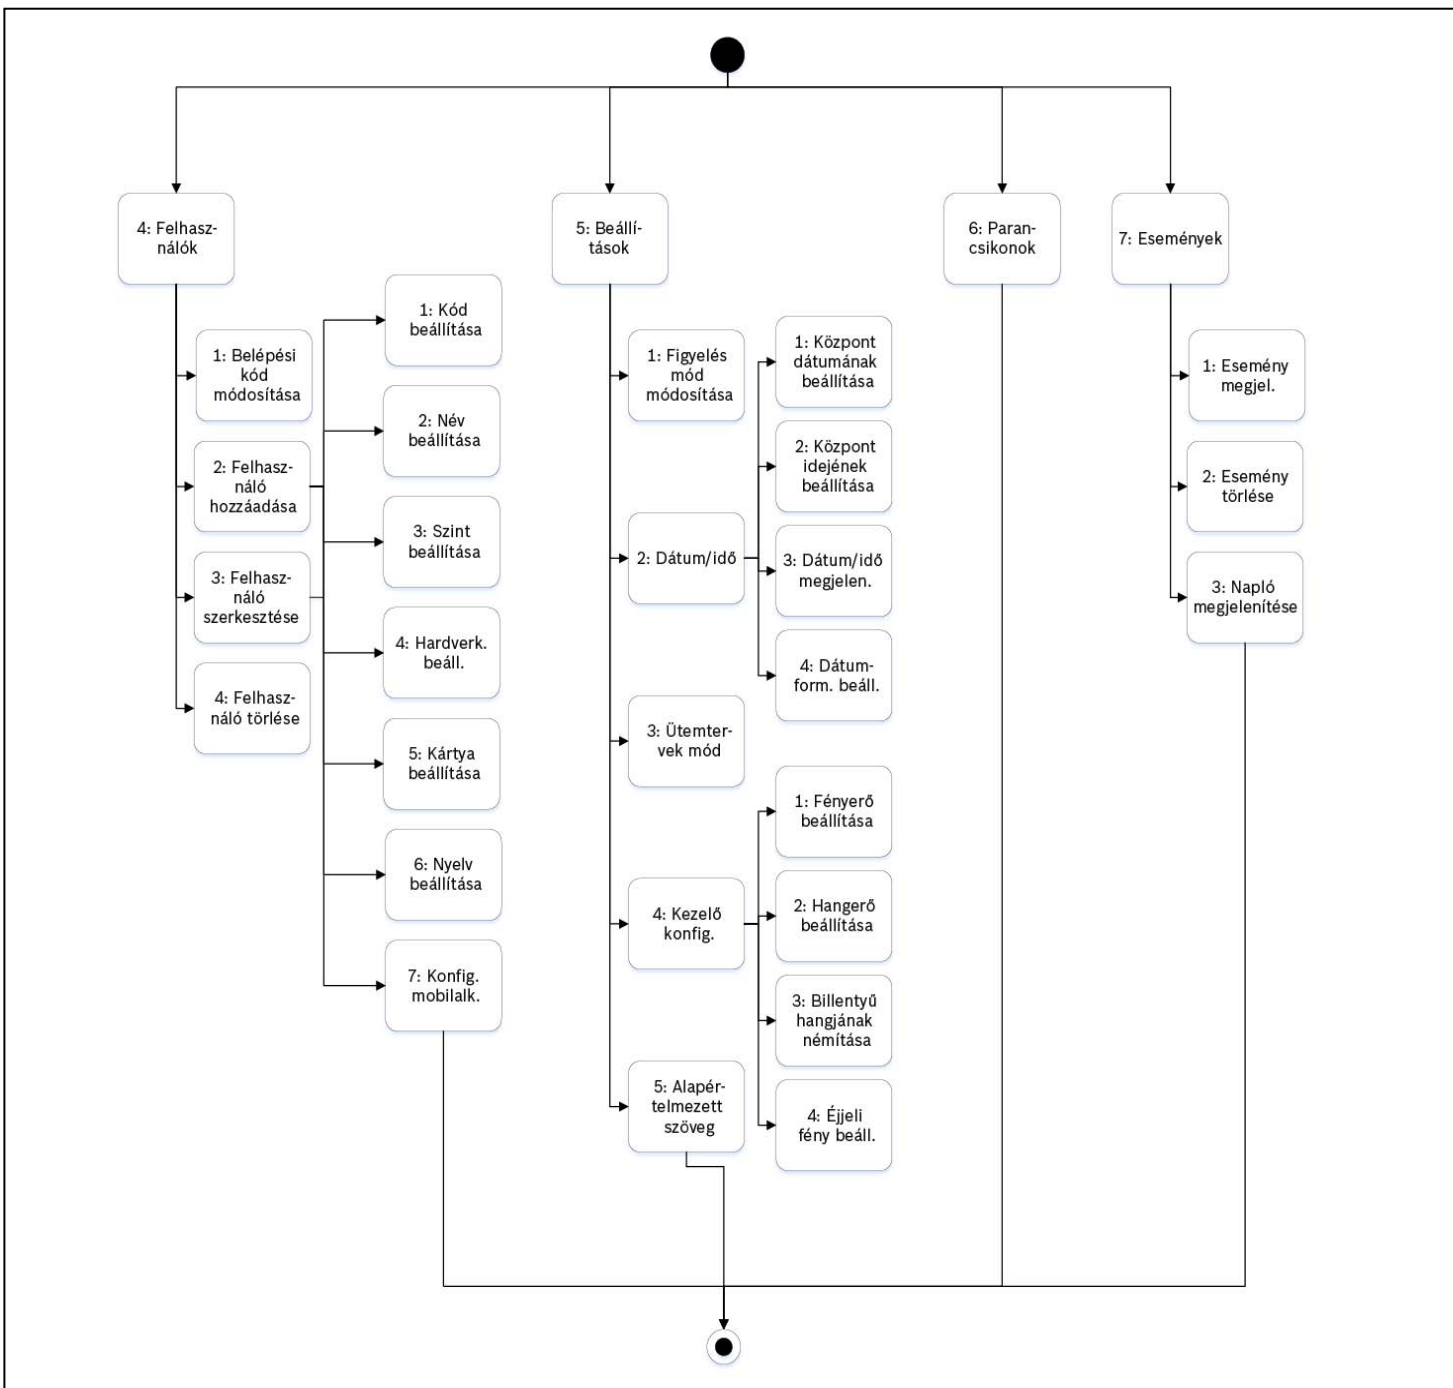 4: Felhasz-
nálók
5: Beállí-
tások
6: Paran-
csikonok
7: Események
1: Belépési
kód
módosítása
2: Felhasz-
náló
hozzáadása
3: Felhasz-
náló
szerkesztése
4: Felhasz-
náló törlése
1: Kód
beállítása
2: Név
beállítása
3: Szint
beállítása
4: Hardverk.
beáll.
5: Kártya
beállítása
6: Nyelv
beállítása
7: Konfig.
mobilalk.
1: Figyelés
mód
módosítása
2: Dátum/idő
3: Ütemter-
vek mód
4: Kezelő
konfig.
5: Alapér-
telmezett
szöveg
1: Központ
dátumának
beállítása
2: Központ
idejének
beállítása
3: Dátum/idő
megjelen.
4: Dátum-
form. beáll.
1: Fényerő
beállítása
2: Hangerő
beállítása
3: Billentyű
hangjának
némítása
4: Éjjeli
fény beáll.
1: Esemény
megjel.
2: Esemény
törlése
3: Napló
megjelenítése